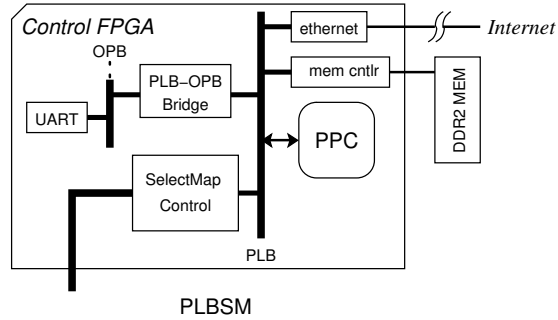 Control FPGA
ethernet
Internet
OPB
PLB-OPB
Bridge
mem cntlr
UART
DDR2 MEM
PPC
SelectMap
Control
PLB
PLBSM